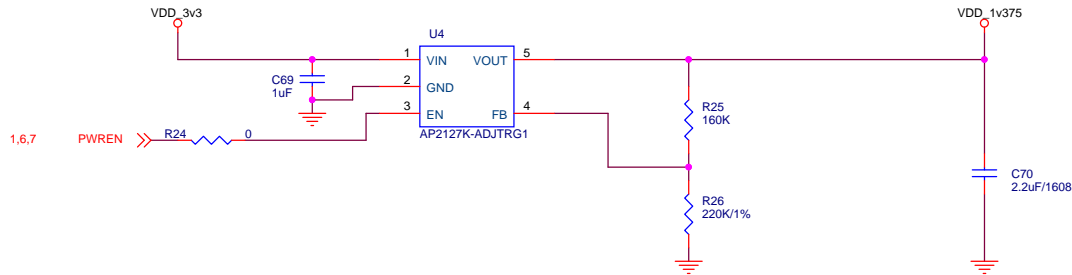 VDD_3v3
VDD_1v375
U4
1
VIN
VOUT
5
C69
1uF
2
GND
3
EN
FB
4
AP2127K-ADJTRG1
R25
160K
1,6,7
PWREN
R24
0
C70
2.2uF/1608
R26
220K/1%